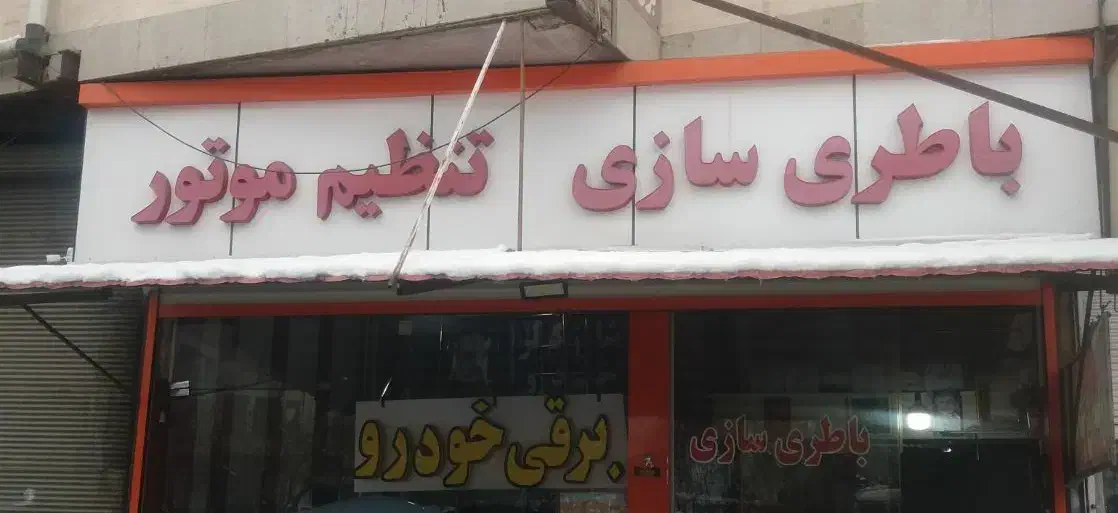 باطری سازی تنظیم موتور
باطری سازی
برقی خودرو